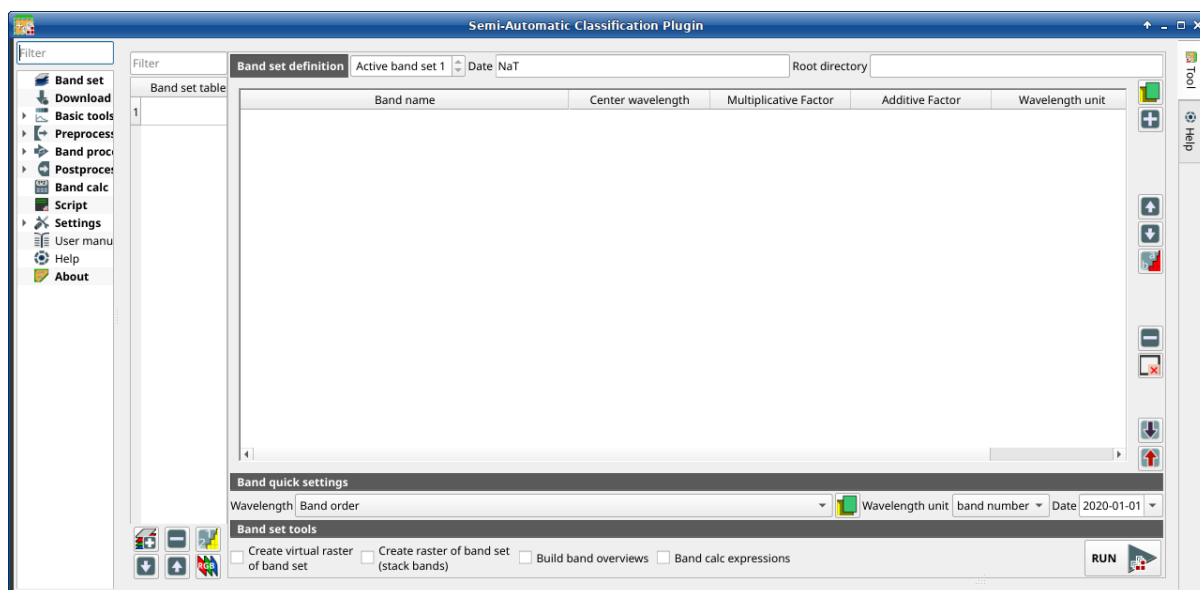 Semi-Automatic Classification Plugin
Filter
Band set
Download
Basic tools
Preproces
Band proc
Postproce
Band calc
Script
Settings
User manu
Help
About
Filter
Band set table
1
Band set definition
Active band set 1
Date
NaT
Root directory
Band name
Center wavelength
Multiplicative Factor
Additive Factor
Wavelength unit
Band quick settings
Wavelength
Band order
Wavelength unit
band number
Date
2020-01-01
Band set tools
Create virtual raster
of band set
Create raster of band set
(stack bands)
Build band overviews
Band calc expressions
RUN
RGB
Tool
Help